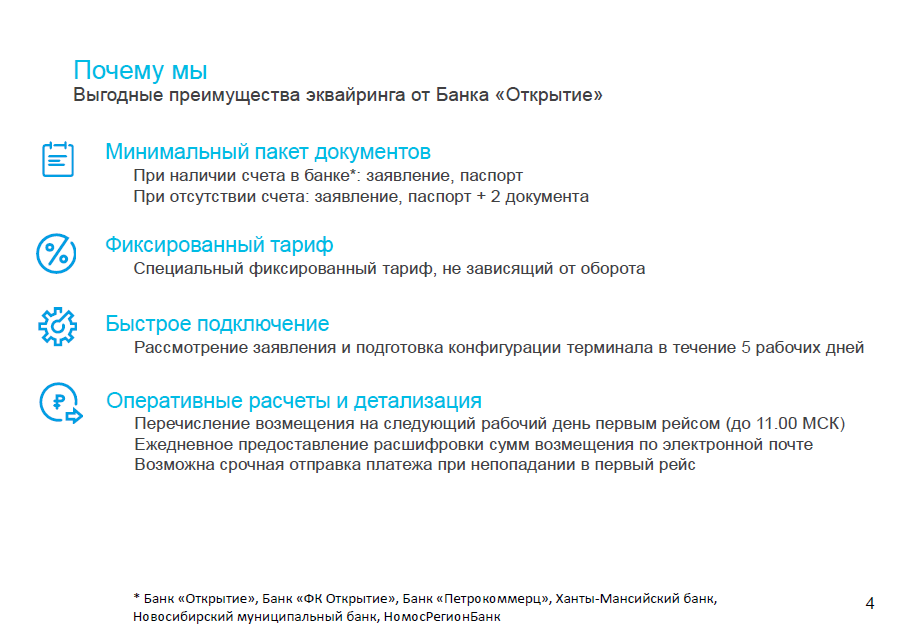 Почему мы
Выгодные преимущества эквайринга от Банка «Открытие»
Минимальный пакет документов
При наличии счета в банке*: заявление, паспорт
При отсутствии счета: заявление, паспорт + 2 документа
Фиксированный тариф
Специальный фиксированный тариф, не зависящий от оборота
Быстрое подключение
Рассмотрение заявления и подготовка конфигурации терминала в течение 5 рабочих дней
Оперативные расчеты и детализация
Перечисление возмещения на следующий рабочий день первым рейсом (до 11.00 МСК)
Ежедневное предоставление расшифровки сумм возмещения по электронной почте
Возможна срочная отправка платежа при непопадании в первый рейс
* Банк «Открытие», Банк «ФК Открытие», Банк «Петрокоммерц», Ханты-Мансийский банк,
Новосибирский муниципальный банк, НомосРегионБанк
4